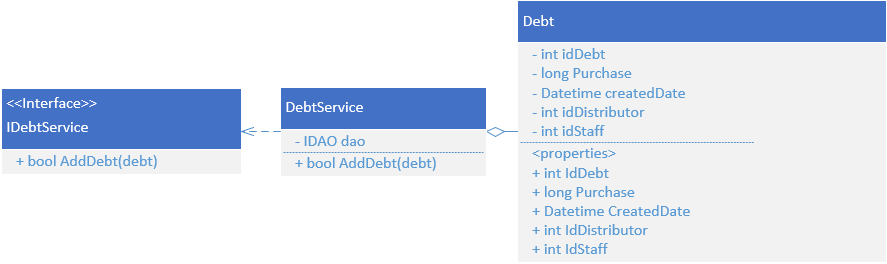 <<Interface>>
IDebtService
+ bool AddDebt(debt)
DebtService
- IDAO dao
+ bool AddDebt(debt)
Debt
- int idDebt
- long Purchase
- Datetime createdDate
- int idDistributor
- int idStaff
<properties>
+ int IdDebt
+ long Purchase
+ Datetime CreatedDate
+ int IdDistributor
+ int IdStaff